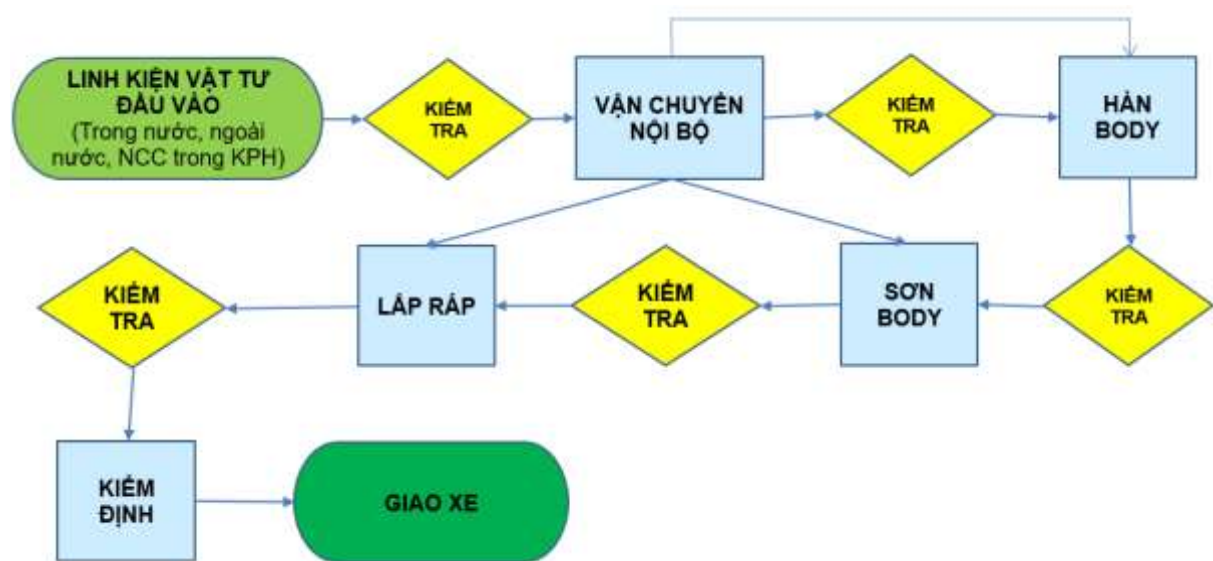 LINH KIỆN VẬT TƯ
ĐẦU VÀO
(Trong nước, ngoài
nước, NCC trong KPH)
KIỂM
TRA
VẬN CHUYỂN
NỘI BỘ
KIỂM
TRA
HÀN
BODY
KIỂM
TRA
LẮP RÁP
KIỂM
TRA
SƠN
BODY
KIỂM
TRA
KIỂM
ĐỊNH
GIAO XE